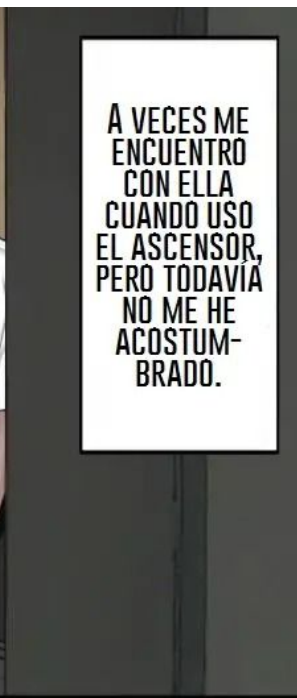 A VECES ME
ENCUENTRO
CON ELLA
CUANDO USO
EL ASCENSOR,
PERO TODAVÍA
NO ME HE
ACOSTUM-
BRADO.